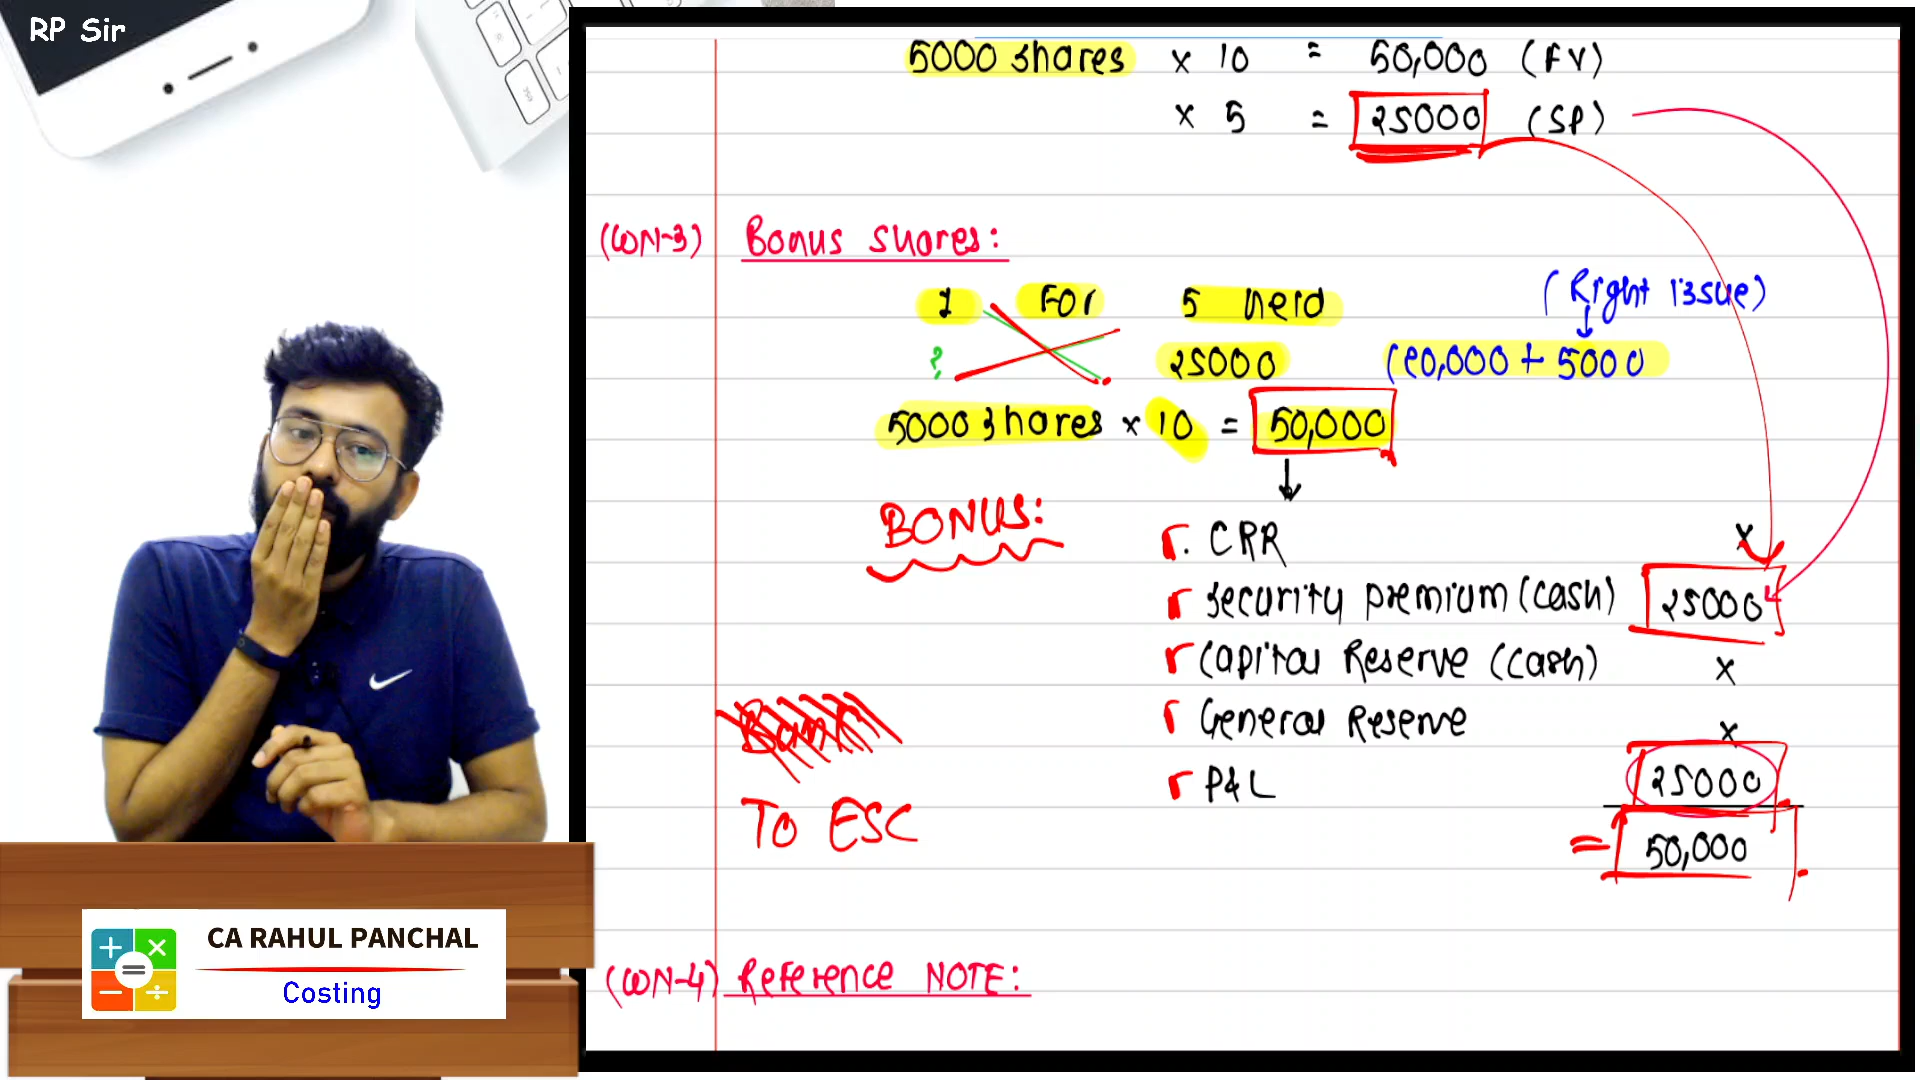 RP Sir
5000 shares × 10 = 50,000 (FV)
× 5 = 25000 (SP)
(WN-3) Bonus shares:
1 For 5 held
(Right issue)
? 25000 (20,000 + 5000
5000 shares × 10 = 50,000
BONUS:
CRR ×
security premium (cash) 25000
capital Reserve (cash) ×
General Reserve ×
P&L 25000
To ESC
= 50,000
CA RAHUL PANCHAL
Costing
(WN-4) Reference NOTE: